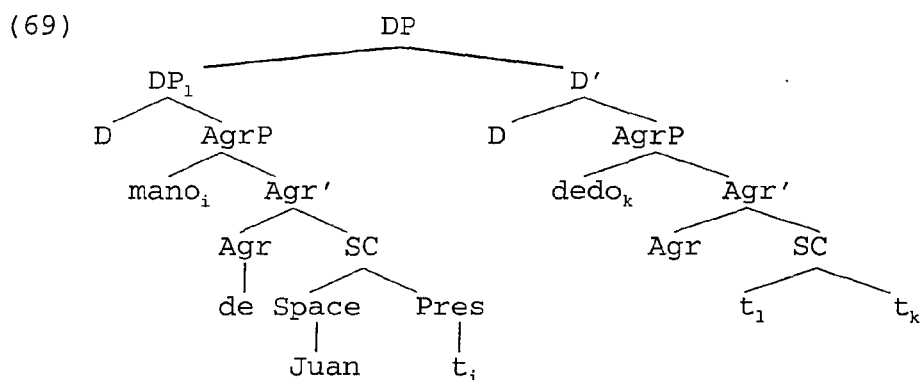 (69) DP
DP₁ D'
D AgrP D AgrP
manoᵢ Agr' dedoₖ Agr'
Agr SC Agr SC
de Space Pres t₁ tₖ
Juan tᵢ